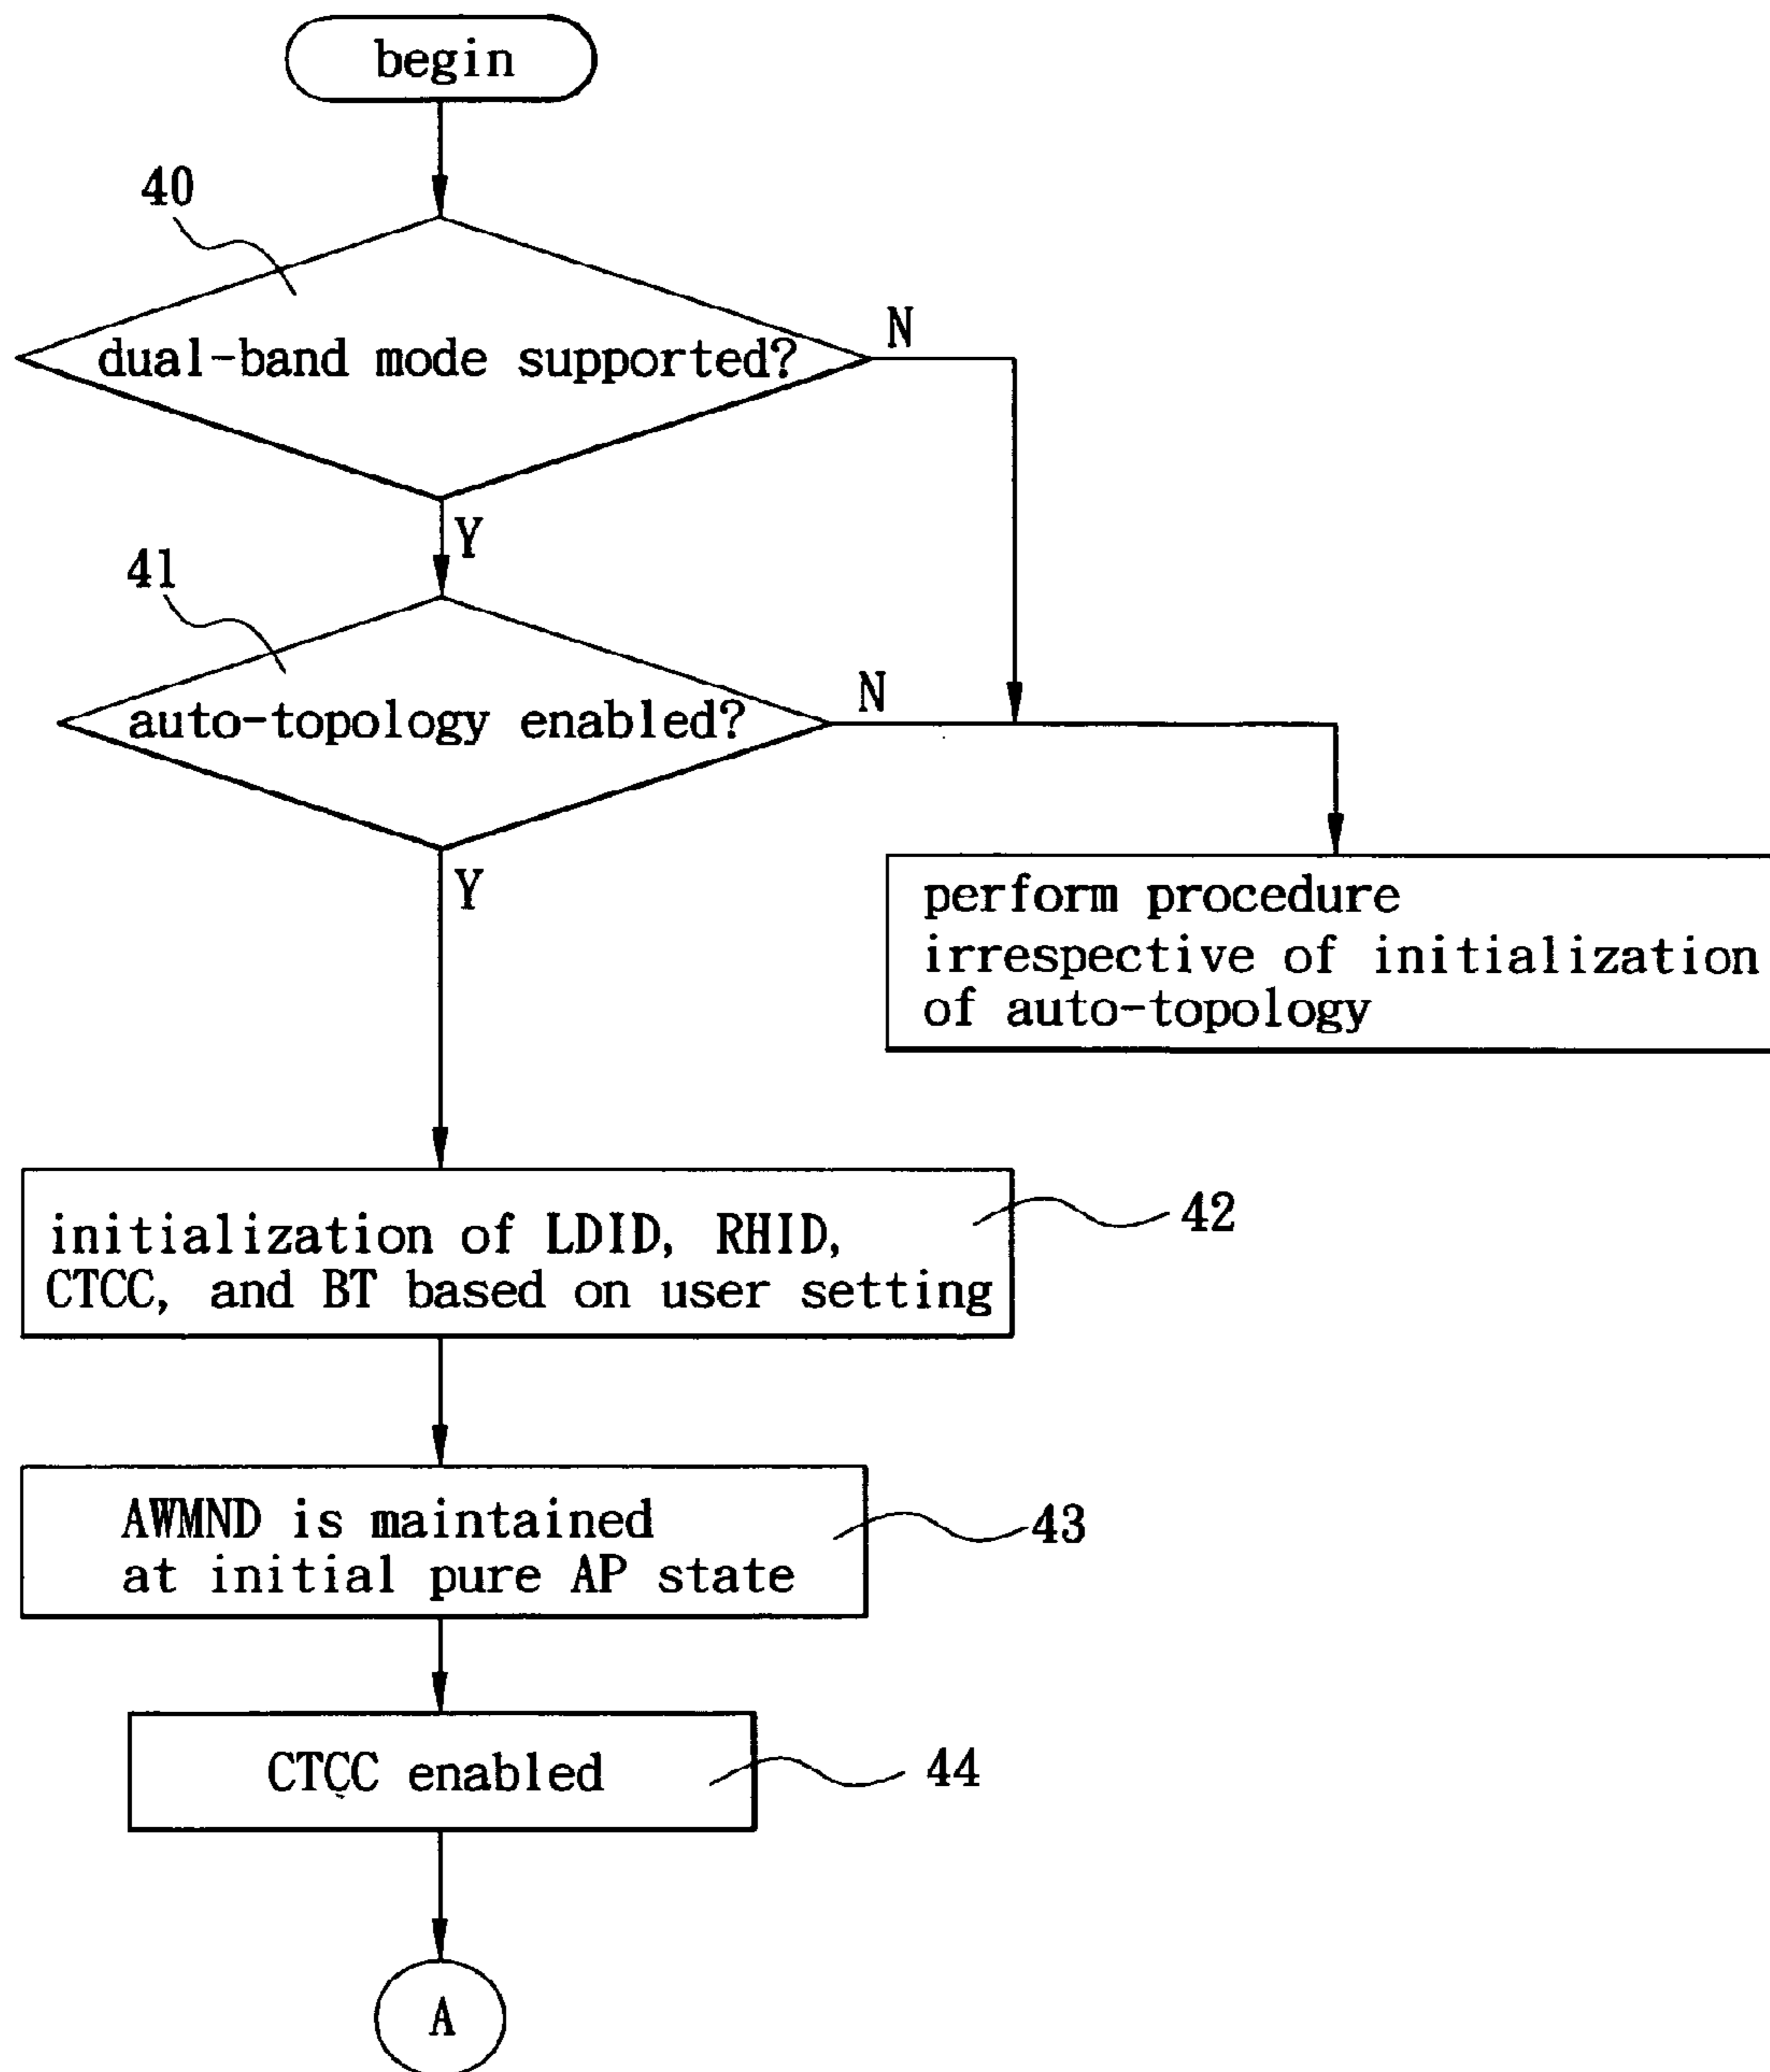 begin
40
dual-band mode supported?
N
Y
41
auto-topology enabled?
N
Y
perform procedure
irrespective of initialization
of auto-topology
initialization of LDID, RHID,
CTCC, and BT based on user setting
42
AWMND is maintained
at initial pure AP state
43
CTCC enabled
44
A